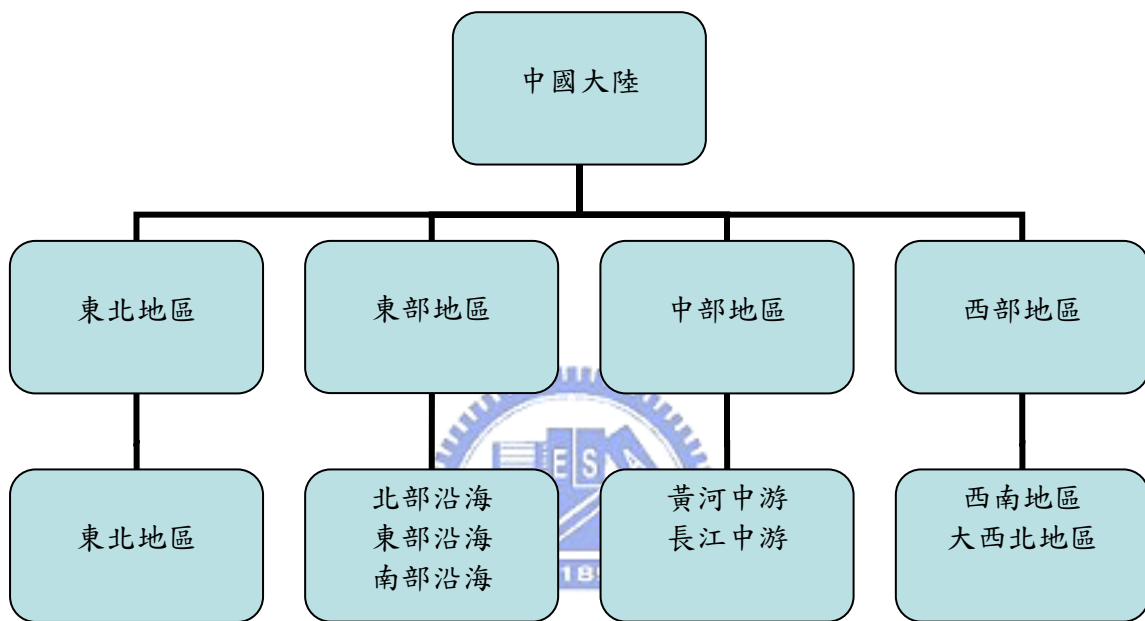 中國大陸
東北地區
東部地區
中部地區
西部地區
東北地區
北部沿海
東部沿海
南部沿海
黃河中游
長江中游
西南地區
大西北地區
E S
189